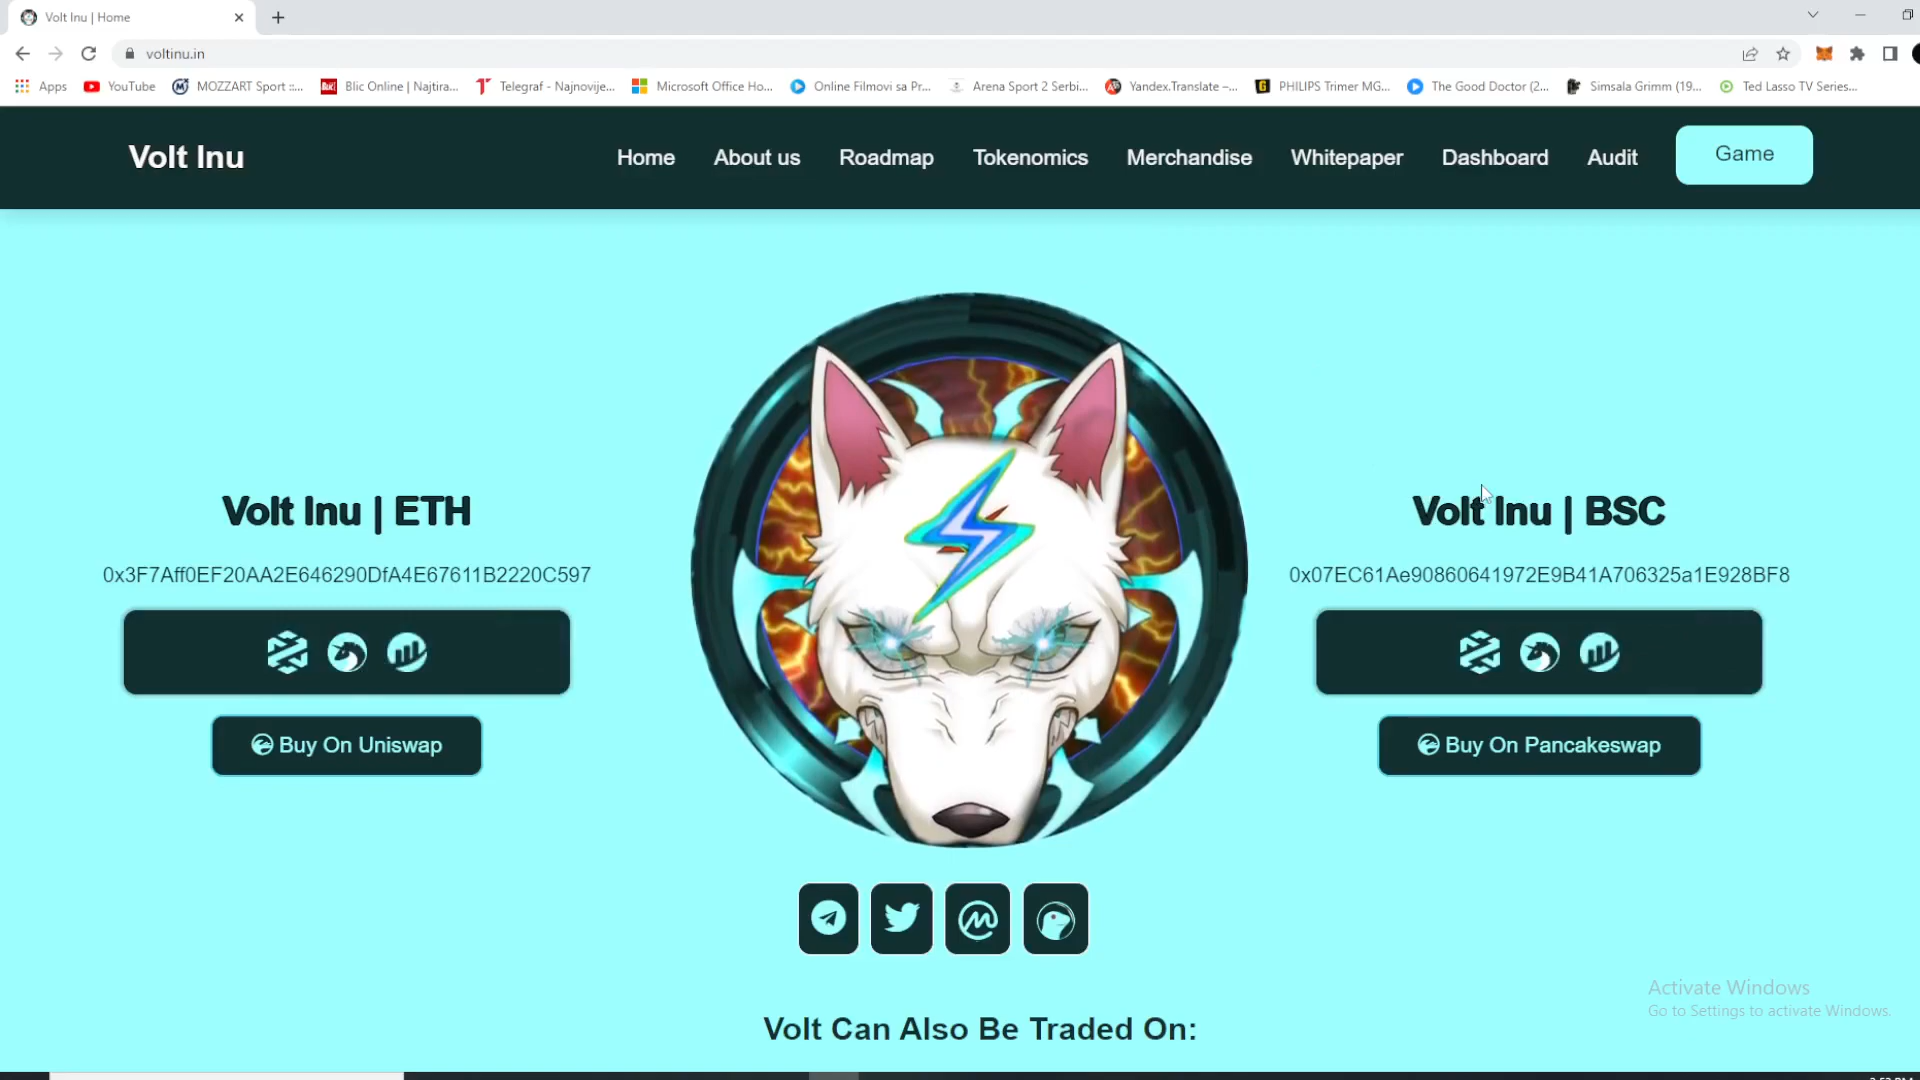 Volt Inu | Home
voltinu.in
Apps YouTube MOZZART Sport ::... Blic Online | Najtira... Telegraf - Najnovije... Microsoft Office Ho... Online Filmovi sa Pr... Arena Sport 2 Serbi... Yandex.Translate –... PHILIPS Trimer MG... The Good Doctor (2... Simsala Grimm (19... Ted Lasso TV Series...
Volt Inu Home About us Roadmap Tokenomics Merchandise Whitepaper Dashboard Audit Game
Volt Inu | ETH
0x3F7Aff0EF20AA2E646290DfA4E67611B2220C597
Buy On Uniswap
Volt Inu | BSC
0x07EC61Ae90860641972E9B41A706325a1E928BF8
Buy On Pancakeswap
Volt Can Also Be Traded On:
Activate Windows
Go to Settings to activate Windows.